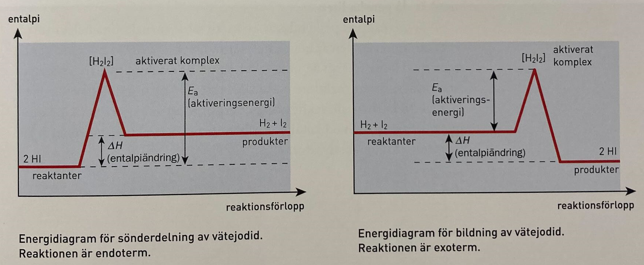 entalpi
[H₂I₂]
aktiverat komplex
Eₐ
(aktiveringsenergi)
H₂ + I₂
produkter
ΔH
(entalpiändring)
2 HI
reaktanter
reaktionsförlopp
Energidiagram för sönderdelning av vätejodid.
Reaktionen är endoterm.
entalpi
[H₂I₂]
aktiverat
komplex
Eₐ
(aktiverings-
energi)
H₂ + I₂
reaktanter
ΔH
(entalpiändring)
2 HI
produkter
reaktionsförlopp
Energidiagram för bildning av vätejodid.
Reaktionen är exoterm.